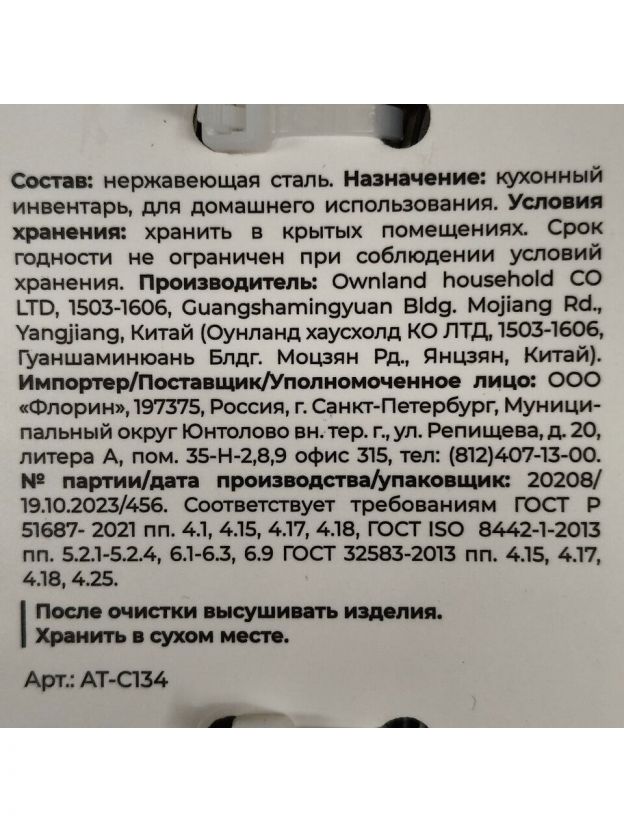 Состав: нержавеющая сталь. Назначение: кухонный
инвентарь, для домашнего использования. Условия
хранения: хранить в крытых помещениях. Срок
годности не ограничен при соблюдении условий
хранения. Производитель: Ownland household CO
LTD, 1503-1606, Guangshamingyuan Bldg. Mojiang Rd.,
Yangjiang, Китай (Оунланд хаусхолд КО ЛТД, 1503-1606,
Гуаншаминюань Блдг. Моцзян Рд., Янцзян, Китай).
Импортер/Поставщик/Уполномоченное лицо: ООО
«Флорин», 197375, Россия, г. Санкт-Петербург, Муници-
пальный округ Юнтолово вн. тер. г., ул. Репищева, д. 20,
литера А, пом. 35-Н-2,8,9 офис 315, тел: (812)407-13-00.
№ партии/дата производства/упаковщик: 20208/
19.10.2023/456. Соответствует требованиям ГОСТ Р
51687- 2021 пп. 4.1, 4.15, 4.17, 4.18, ГОСТ ISO 8442-1-2013
пп. 5.2.1-5.2.4, 6.1-6.3, 6.9 ГОСТ 32583-2013 пп. 4.15, 4.17,
4.18, 4.25.
После очистки высушивать изделия.
Хранить в сухом месте.
Арт.: AT-C134